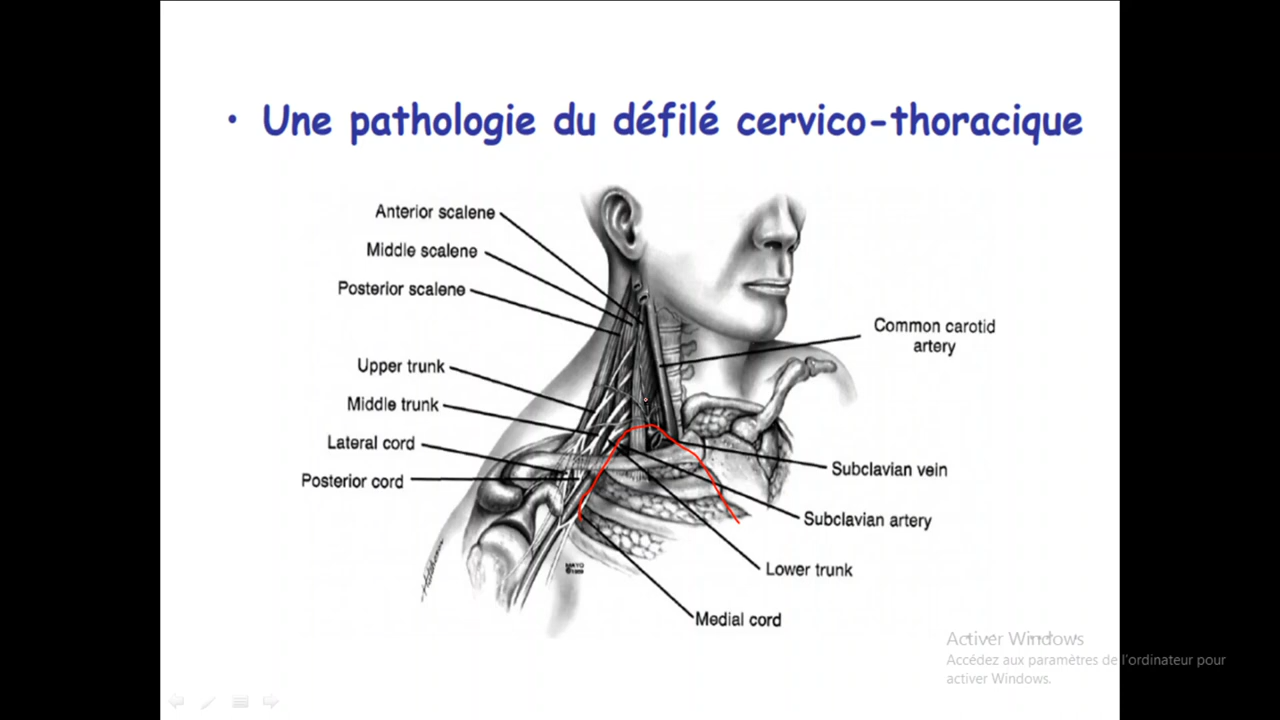 • Une pathologie du défilé cervico-thoracique
Anterior scalene
Middle scalene
Posterior scalene
Common carotid
artery
Upper trunk
Middle trunk
Lateral cord
Posterior cord
Subclavian vein
Subclavian artery
Lower trunk
Medial cord
MAYO
Activer Windows
Accédez aux paramètres de l'ordinateur pour
activer Windows.